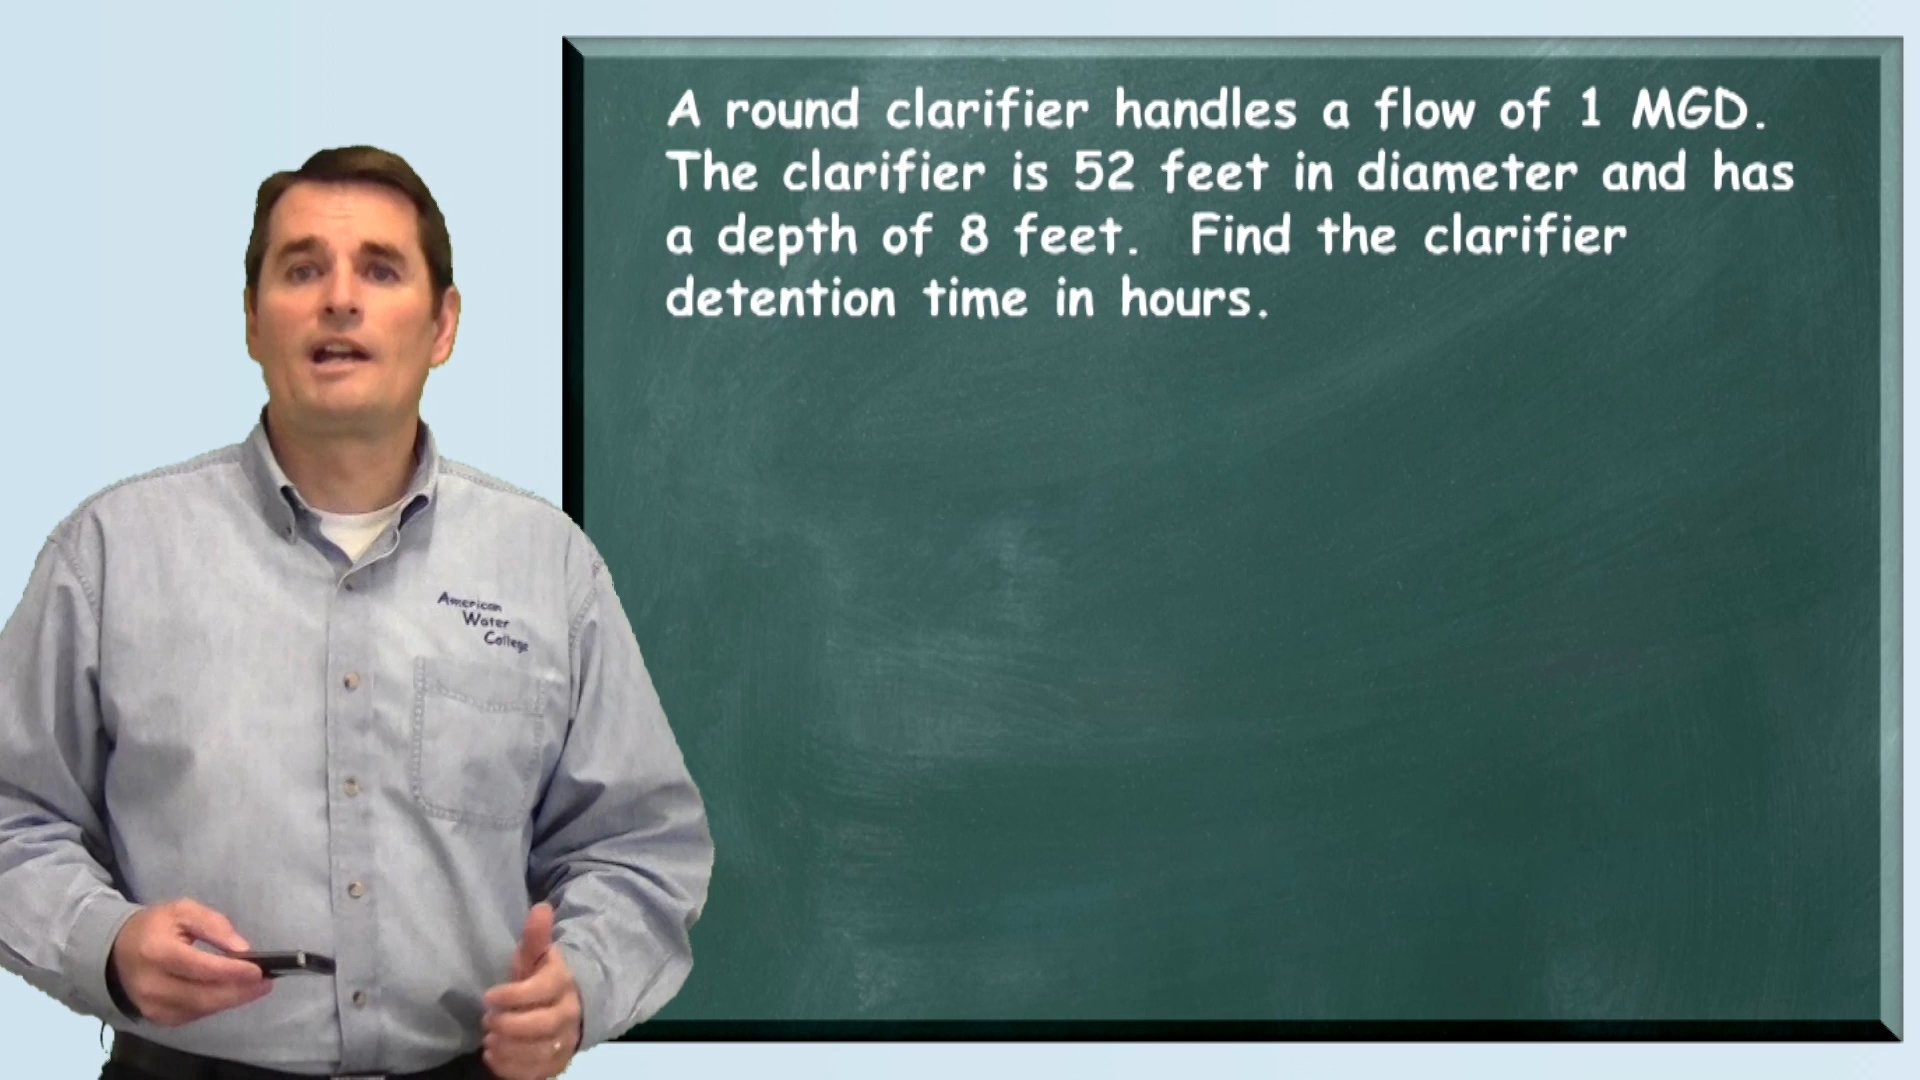 A round clarifier handles a flow of 1 MGD.
The clarifier is 52 feet in diameter and has
a depth of 8 feet.  Find the clarifier
detention time in hours.
American
Water
College